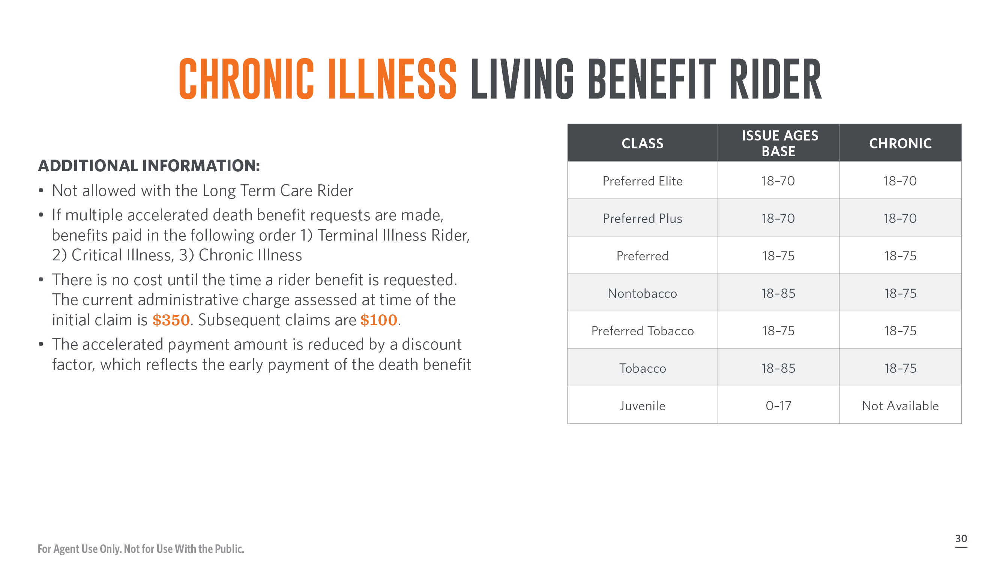 CHRONIC ILLNESS LIVING BENEFIT RIDER
ADDITIONAL INFORMATION:
• Not allowed with the Long Term Care Rider
• If multiple accelerated death benefit requests are made,
benefits paid in the following order 1) Terminal Illness Rider,
2) Critical Illness, 3) Chronic Illness
• There is no cost until the time a rider benefit is requested.
The current administrative charge assessed at time of the
initial claim is $350. Subsequent claims are $100.
• The accelerated payment amount is reduced by a discount
factor, which reflects the early payment of the death benefit
CLASS ISSUE AGES BASE CHRONIC
Preferred Elite 18–70 18–70
Preferred Plus 18–70 18–70
Preferred 18–75 18–75
Nontobacco 18–85 18–75
Preferred Tobacco 18–75 18–75
Tobacco 18–85 18–75
Juvenile 0–17 Not Available
For Agent Use Only. Not for Use With the Public.
30